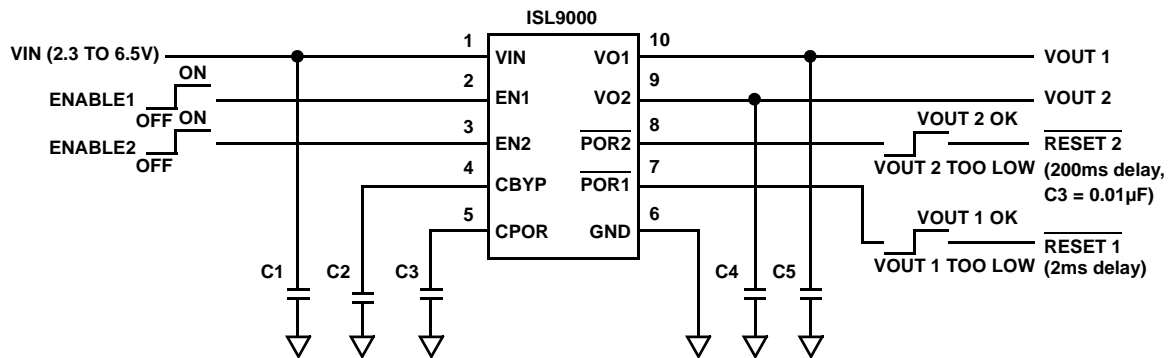 ISL9000
VIN (2.3 TO 6.5V)
1
VIN
VO1
10
VOUT 1
ENABLE1
OFF
ON
2
EN1
VO2
9
VOUT 2
ENABLE2
OFF
ON
3
EN2
POR2
8
VOUT 2 OK
VOUT 2 TOO LOW
RESET 2
(200ms delay,
C3 = 0.01µF)
4
CBYP
POR1
7
VOUT 1 OK
VOUT 1 TOO LOW
RESET 1
(2ms delay)
5
CPOR
GND
6
C1
C2
C3
C4
C5